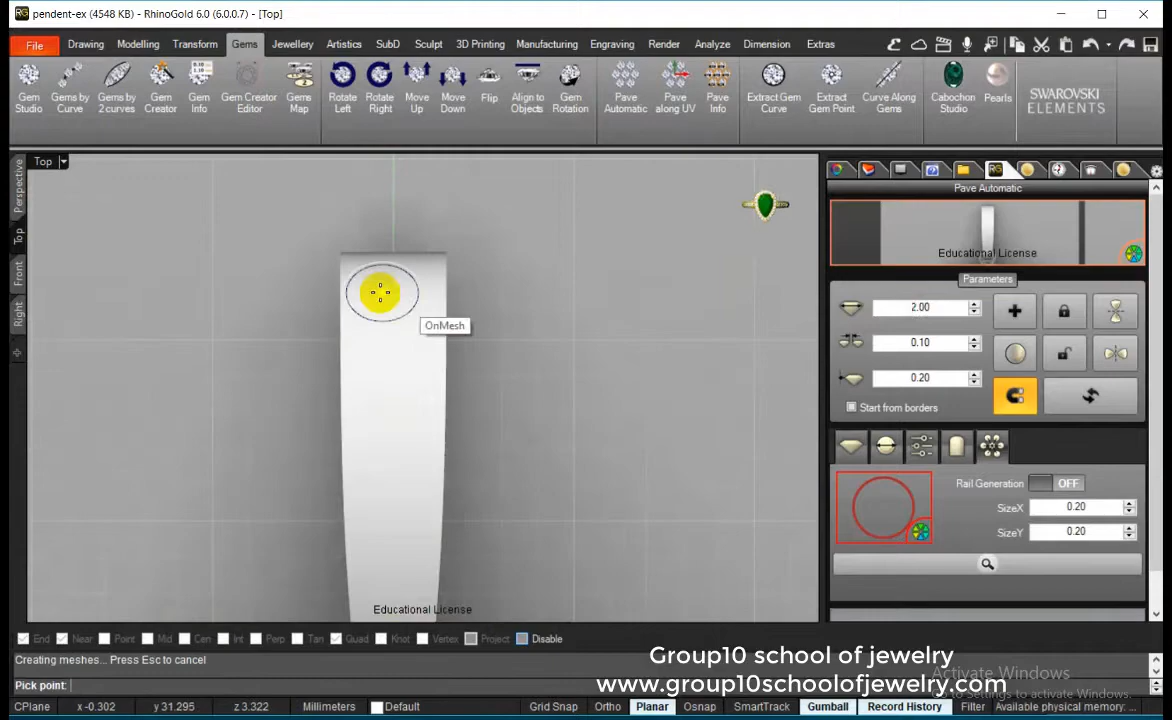 pendent-ex (4548 KB) - RhinoGold 6.0 (6.0.0.7) - [Top]
File Drawing Modelling Transform Gems Jewellery Artistics SubD Sculpt 3D Printing Manufacturing Engraving Render Analyze Dimension Extras
Gem Studio
Gems by Curve
Gems by 2 curves
Gem Creator
Gem Info
Gem Creator Editor
Gems Map
Rotate Left
Rotate Right
Move Up
Move Down
Flip
Align to Objects
Gem Rotation
Pave Automatic
Pave along UV
Pave Info
Extract Gem Curve
Extract Gem Point
Curve Along Gems
Cabochon Studio
Pearls
SWAROVSKI
ELEMENTS
Top
Perspective
Top
Front
Right
OnMesh
Educational License
Pave Automatic
Educational License
Parameters
2.00
0.10
0.20
Start from borders
Rail Generation OFF
SizeX 0.20
SizeY 0.20
End Near Point Mid Cen Int Perp Tan Quad Knot Vertex Project Disable
Creating meshes... Press Esc to cancel
Pick point:
Group10 school of jewelry
www.group10schoolofjewelry.com
Activate Windows
Go to Settings to activate Windows.
CPlane x -0.302 y 31.295 z 3.322 Millimeters Default Grid Snap Ortho Planar Osnap SmartTrack Gumball Record History Filter Available physical memory: ...